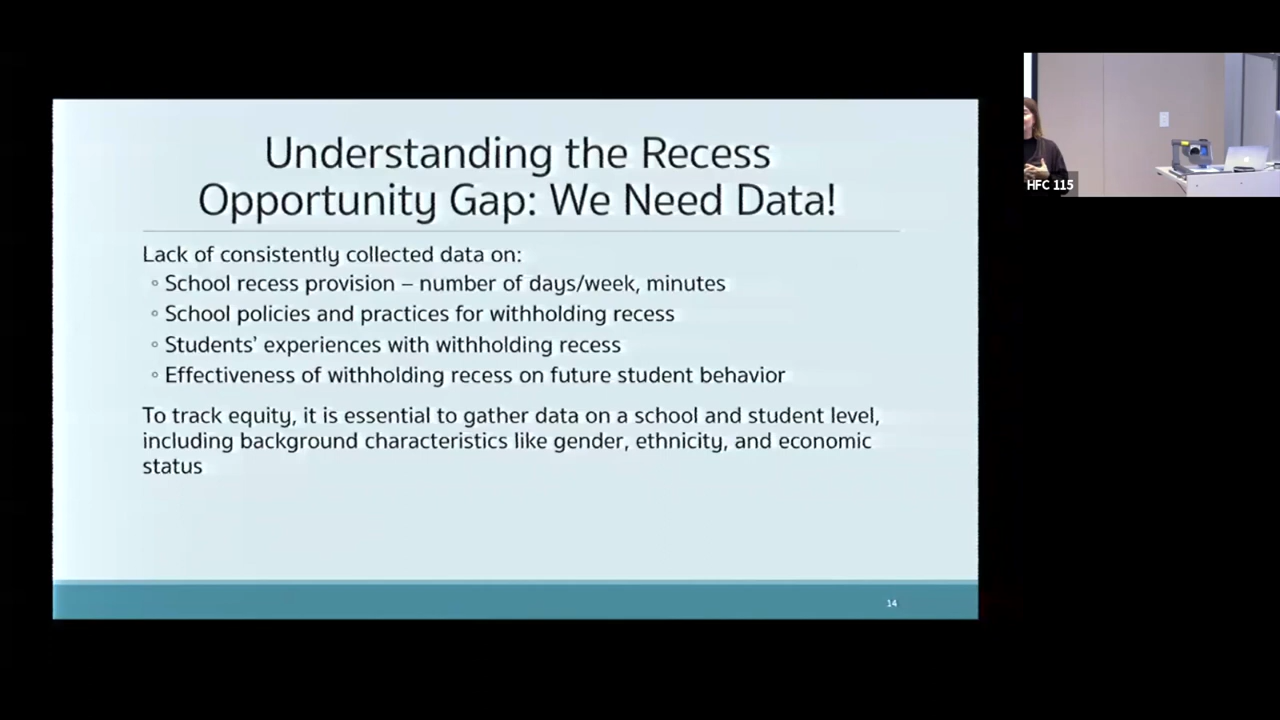 Understanding the Recess
Opportunity Gap: We Need Data!
Lack of consistently collected data on:
◦ School recess provision – number of days/week, minutes
◦ School policies and practices for withholding recess
◦ Students’ experiences with withholding recess
◦ Effectiveness of withholding recess on future student behavior
To track equity, it is essential to gather data on a school and student level,
including background characteristics like gender, ethnicity, and economic
status
14
HFC 115